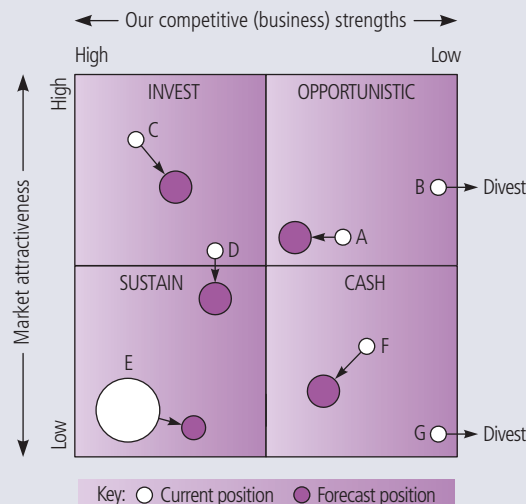 Our competitive (business) strengths
High Low
High
Market attractiveness
Low
INVEST OPPORTUNISTIC
C
B Divest
A
D
SUSTAIN CASH
F
E
G Divest
Key: Current position Forecast position